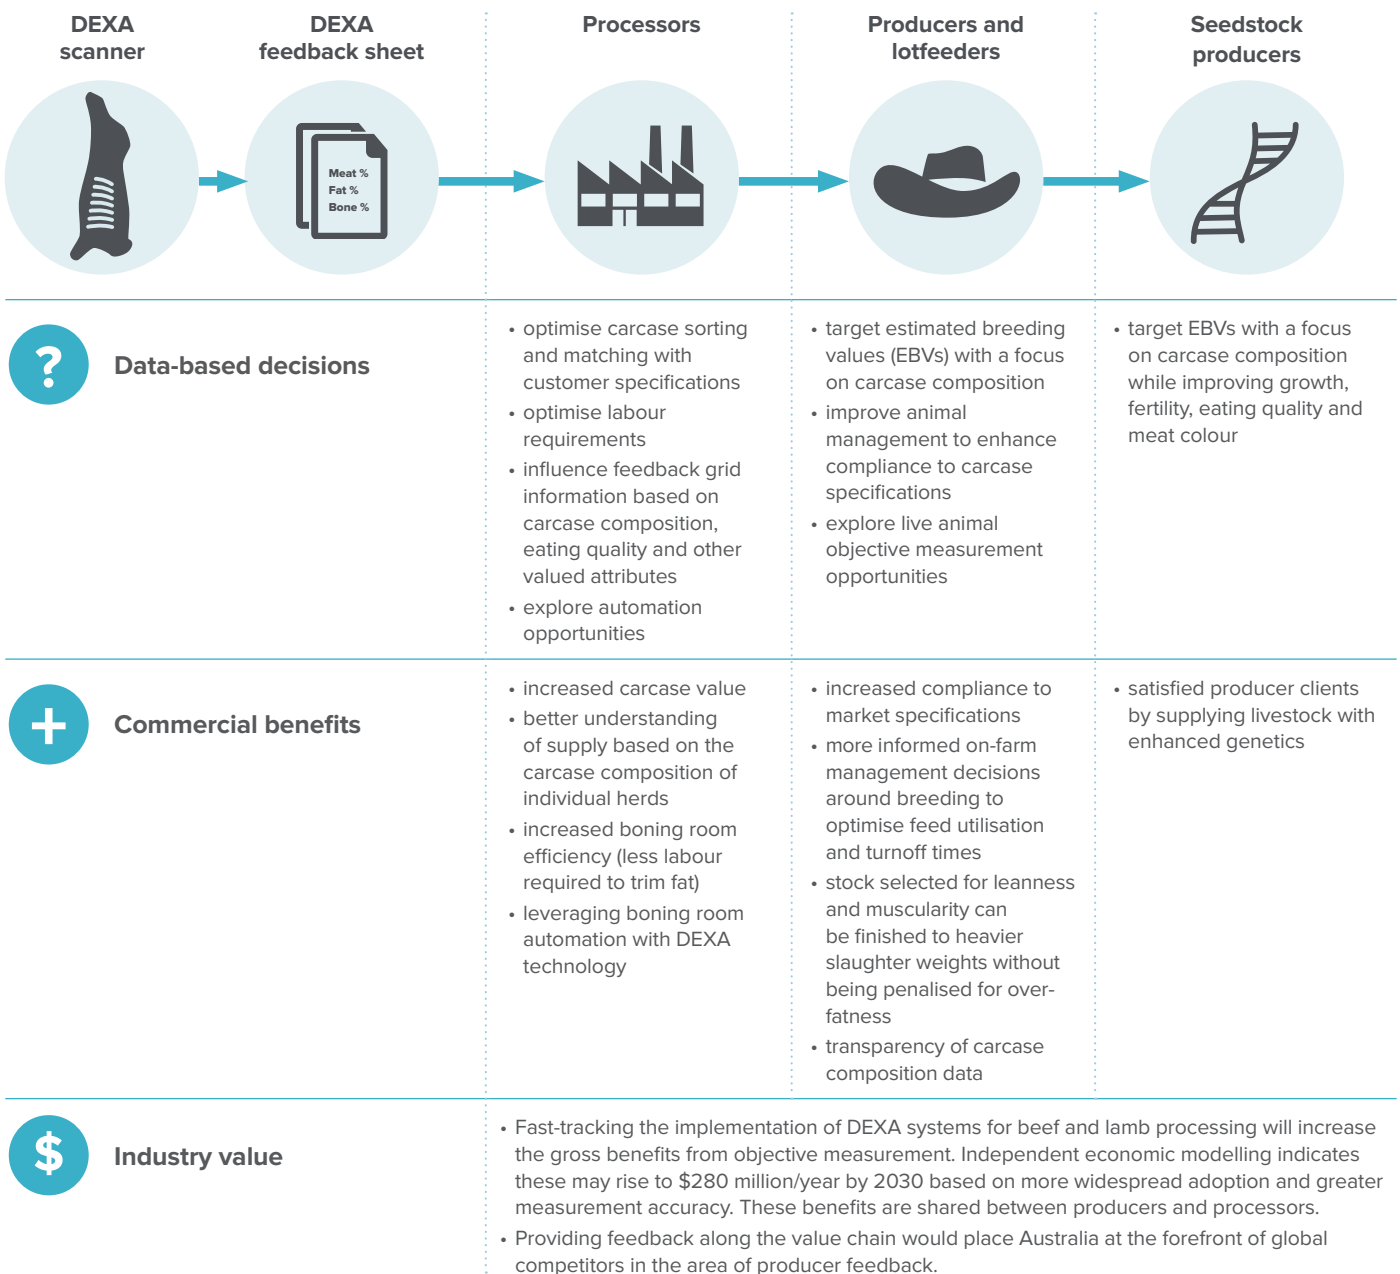 DEXA
scanner
DEXA
feedback sheet
Processors
Producers and
lotfeeders
Seedstock
producers
Meat %
Fat %
Bone %
?
Data-based decisions
• optimise carcase sorting
and matching with
customer specifications
• optimise labour
requirements
• influence feedback grid
information based on
carcase composition,
eating quality and other
valued attributes
• explore automation
opportunities
• target estimated breeding
values (EBVs) with a focus
on carcase composition
• improve animal
management to enhance
compliance to carcase
specifications
• explore live animal
objective measurement
opportunities
• target EBVs with a focus
on carcase composition
while improving growth,
fertility, eating quality and
meat colour
+
Commercial benefits
• increased carcase value
• better understanding
of supply based on the
carcase composition of
individual herds
• increased boning room
efficiency (less labour
required to trim fat)
• leveraging boning room
automation with DEXA
technology
• increased compliance to
market specifications
• more informed on-farm
management decisions
around breeding to
optimise feed utilisation
and turnoff times
• stock selected for leanness
and muscularity can
be finished to heavier
slaughter weights without
being penalised for over-
fatness
• transparency of carcase
composition data
• satisfied producer clients
by supplying livestock with
enhanced genetics
$
Industry value
• Fast-tracking the implementation of DEXA systems for beef and lamb processing will increase
the gross benefits from objective measurement. Independent economic modelling indicates
these may rise to $280 million/year by 2030 based on more widespread adoption and greater
measurement accuracy. These benefits are shared between producers and processors.
• Providing feedback along the value chain would place Australia at the forefront of global
competitors in the area of producer feedback.